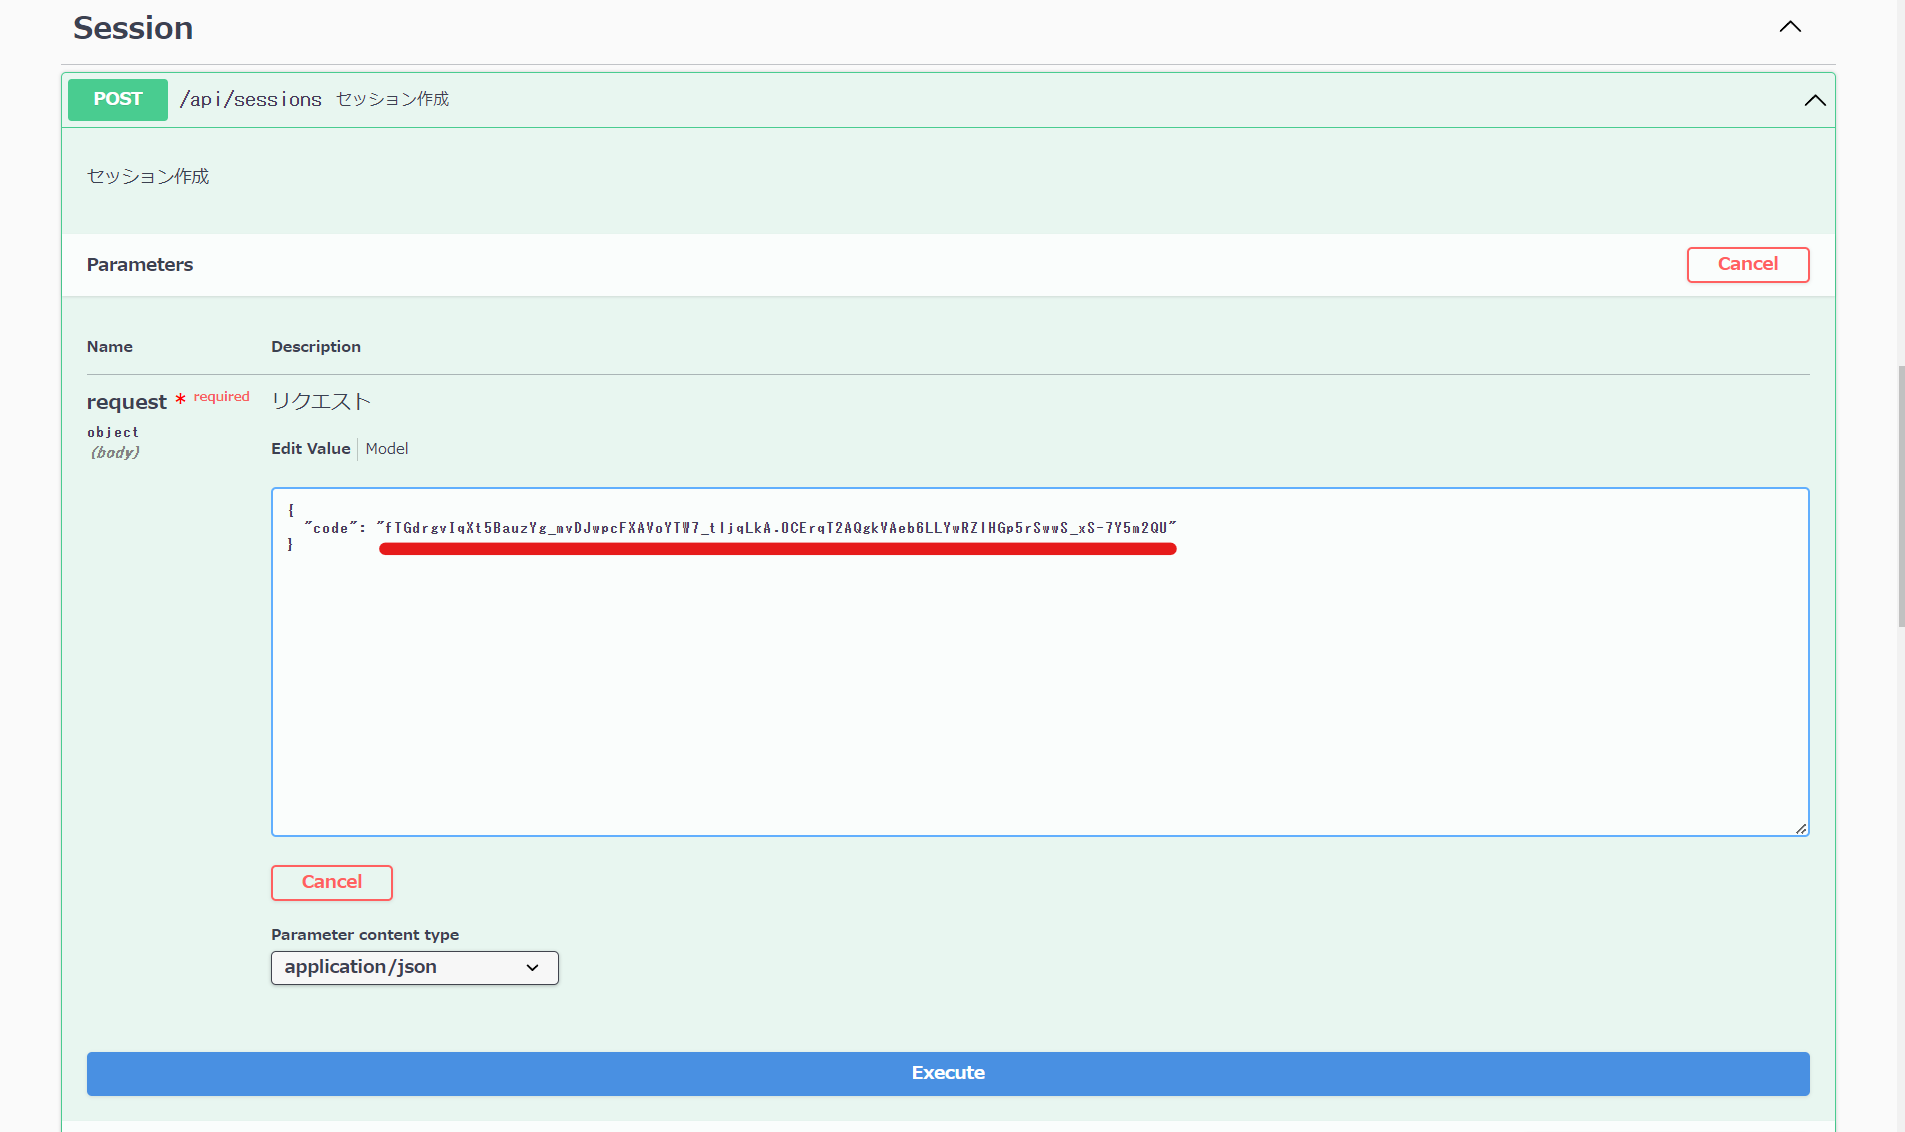 Session
POST /api/sessions セッション作成
セッション作成
Parameters Cancel
Name Description
request * required リクエスト
object
(body)
Edit Value Model
{
"code": "fTGdrgvIqXt5BauzYg_mvDJwpcFXAVoYTW7_tIjqLkA.OCErqT2AQgkVAeb6LLYwRZIHGp5rSwwS_xS-7Y5m2QU"
}
Cancel
Parameter content type
application/json
Execute